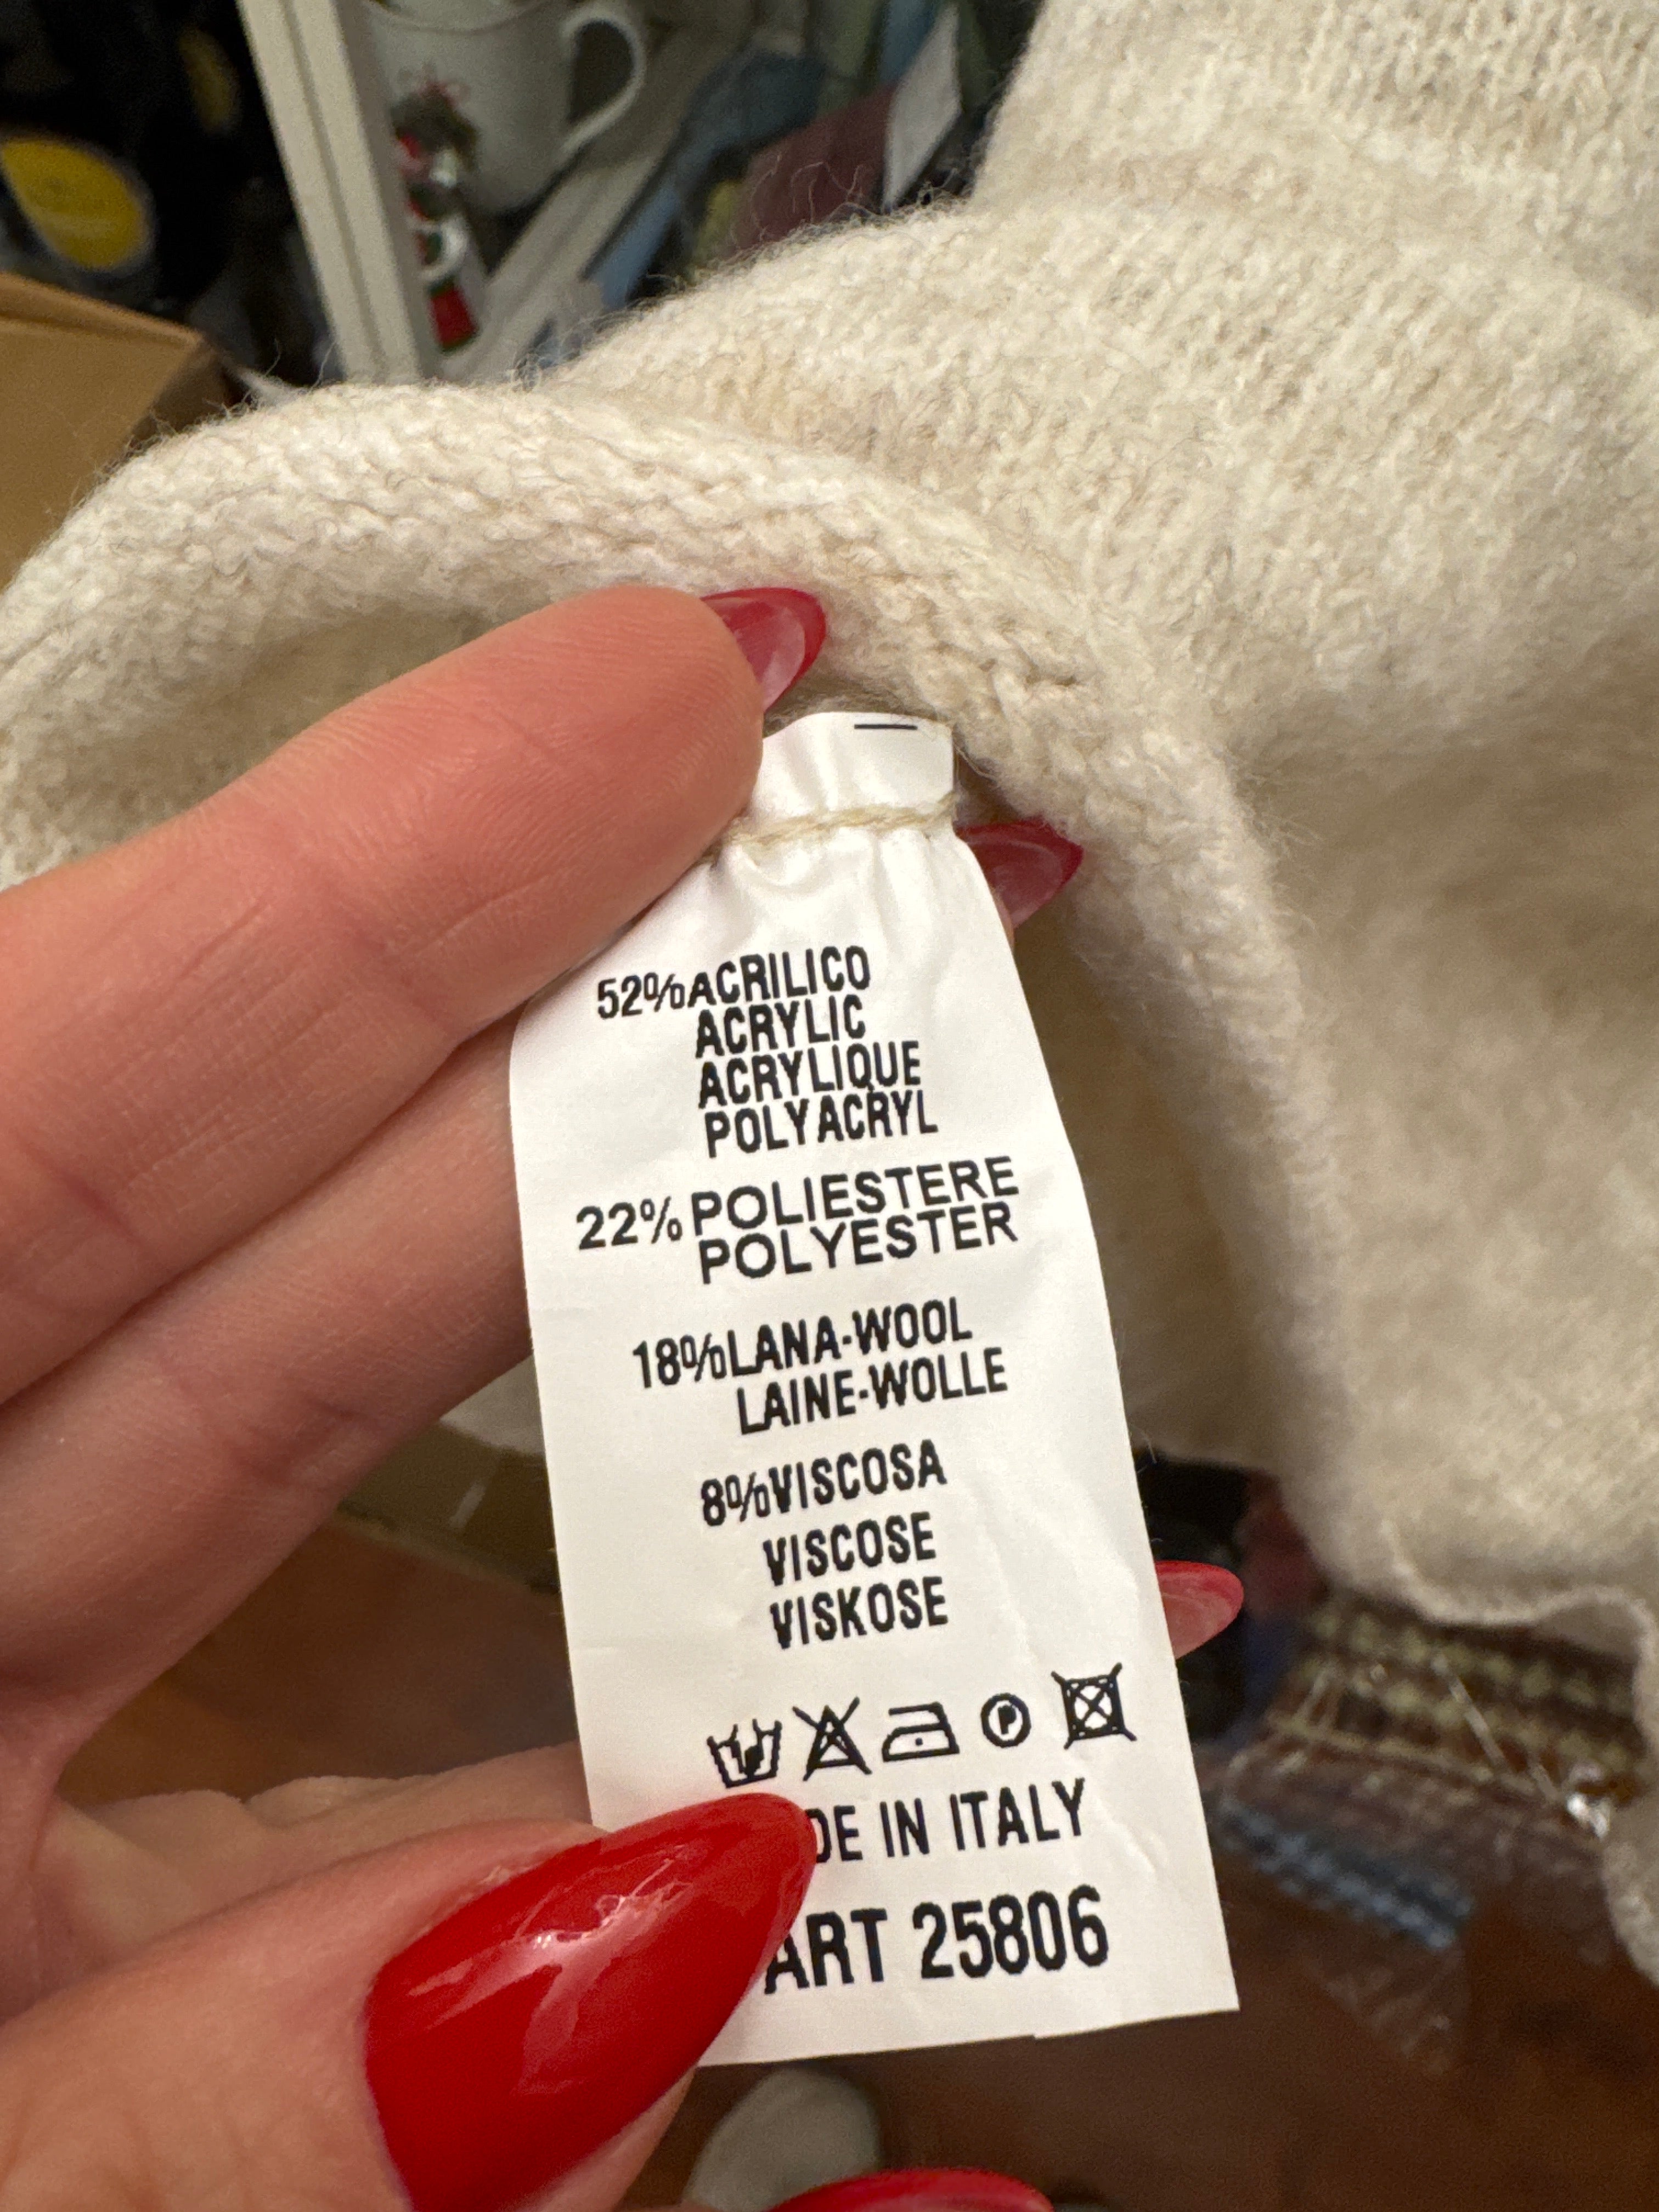 52%ACRILICO
ACRYLIC
ACRYLIQUE
POLYACRYL
22%POLIESTERE
POLYESTER
18%LANA-WOOL
LAINE-WOLLE
8%VISCOSA
VISCOSE
VISKOSE
P
DE IN ITALY
ART 25806